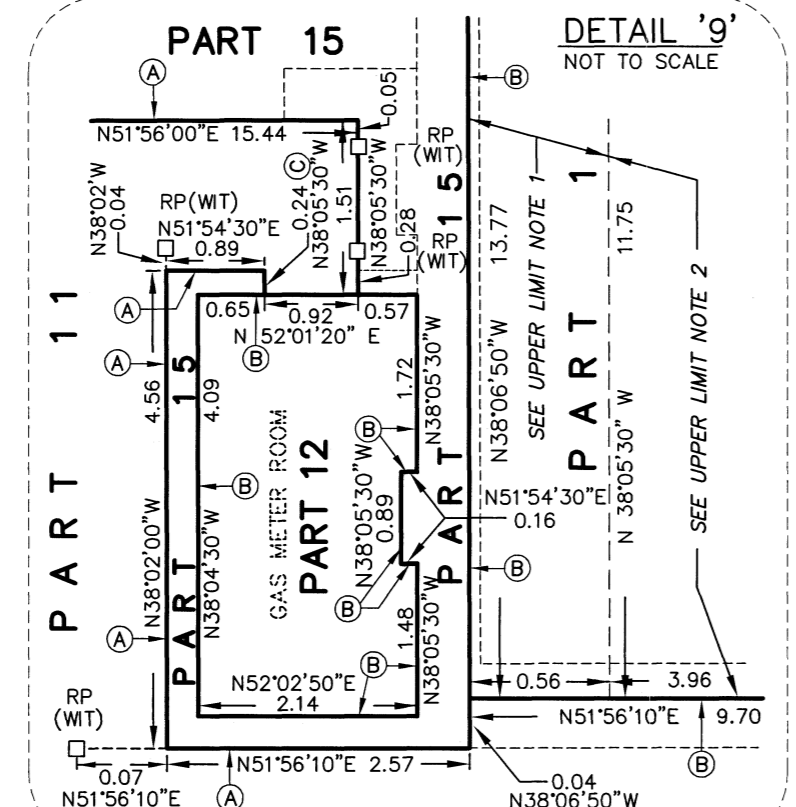 PART 15
DETAIL '9'
NOT TO SCALE
A
B
N51°56'00"E 15.44
0.05
RP
(WIT)
N38°02'W
0.04
RP(WIT)
N51°54'30"E
0.89
C
0.24
N38°05'30"W
1.51
N38°05'30"W
0.28
RP
(WIT)
PART 15
13.77
N38°06'50"W
SEE UPPER LIMIT NOTE 1
PART 1
11.75
N 38°05'30" W
SEE UPPER LIMIT NOTE 2
PART 11
A
A
4.56
N38°02'00"W
A
PART 15
4.09
N38°04'30"W
B
0.65
0.92
0.57
N 52°01'20" E
B
1.72
N38°05'30"W
GAS METER ROOM
PART 12
B
N38°05'30"W
0.89
N51°54'30"E
0.16
B
B
1.48
N38°05'30"W
B
N52°02'50"E
2.14
0.56
3.96
N51°56'10"E 9.70
B
RP
(WIT)
0.07
N51°56'10"E
N51°56'10"E 2.57
A
0.04
N38°06'50"W